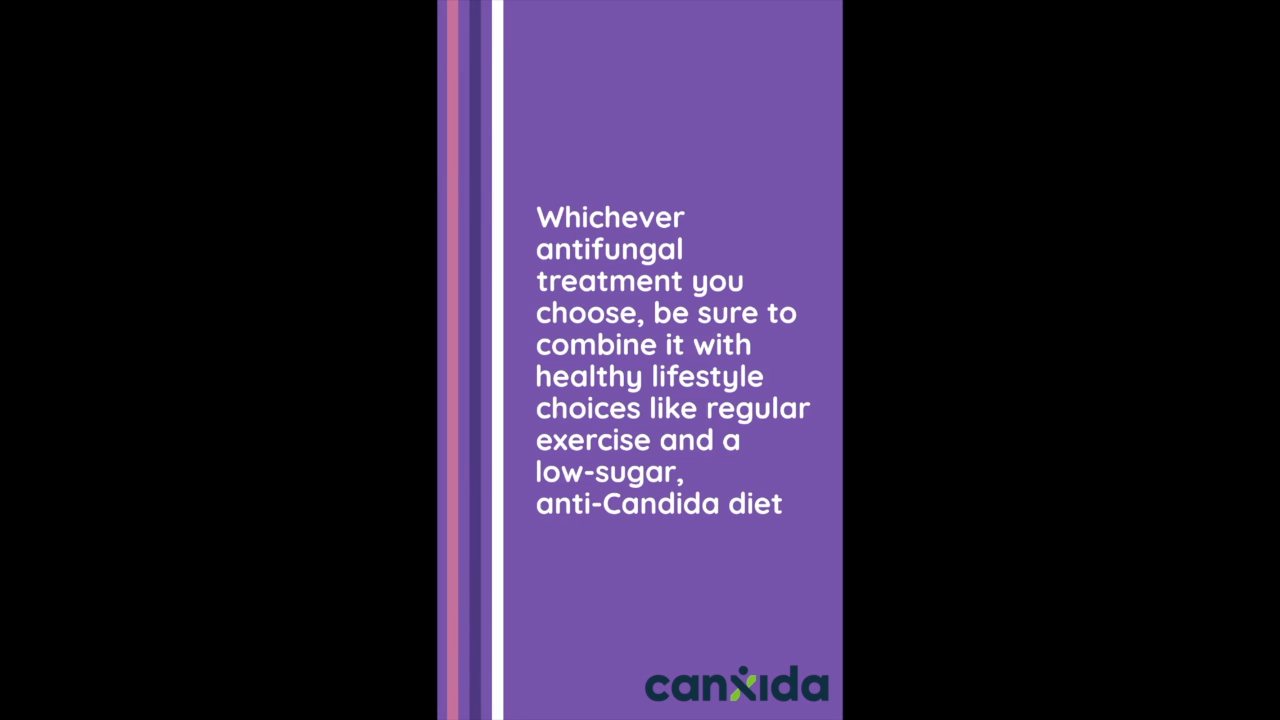 Whichever
antifungal
treatment you
choose, be sure to
combine it with
healthy lifestyle
choices like regular
exercise and a
low-sugar,
anti-Candida diet
canxida